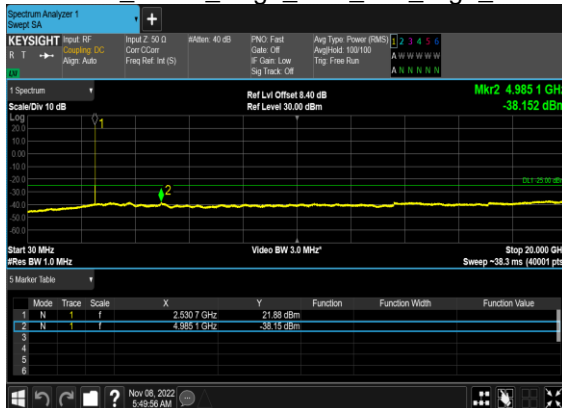 Spectrum Analyzer 1
Swept SA
+
KEYSIGHT Input: RF Input Z: 50 Ω #Atten: 40 dB PNO: Fast Avg Type: Power (RMS) 1 2 3 4 5 6
R T Coupling: DC Corr CCorr Gate: Off Avg|Hold: 100/100 A W W W W W
Align: Auto Freq Ref: Int (S) IF Gain: Low Trig: Free Run
Sig Track: Off A N N N N N
1 Spectrum Ref Lvl Offset 8.40 dB Mkr2 4.985 1 GH
Scale/Div 10 dB Ref Level 30.00 dBm -38.152 dBn
Log
20.0
10.0
0.00
-10.0
-20.0
DL1 -25.00 dBn
-30.0
-40.0
-50.0
-60.0
1
2
Start 30 MHz Video BW 3.0 MHz* Stop 20.000 GH
#Res BW 1.0 MHz Sweep ~38.3 ms (40001 pts
5 Marker Table
Mode Trace Scale X Y Function Function Width Function Value
1 N 1 f 2.530 7 GHz 21.88 dBm
2 N 1 f 4.985 1 GHz -38.15 dBm
3
4
5
6
? Nov 08, 2022
5:49:56 AM